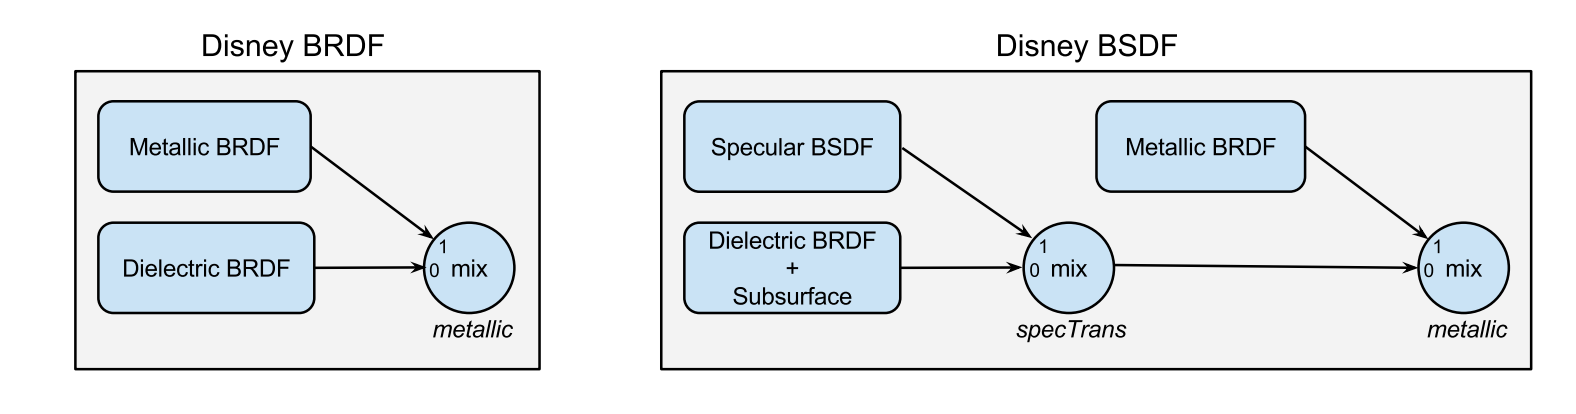 Disney BRDF
Metallic BRDF
Dielectric BRDF
1
0 mix
metallic
Disney BSDF
Specular BSDF
Metallic BRDF
Dielectric BRDF
+
Subsurface
1
0 mix
specTrans
1
0 mix
metallic